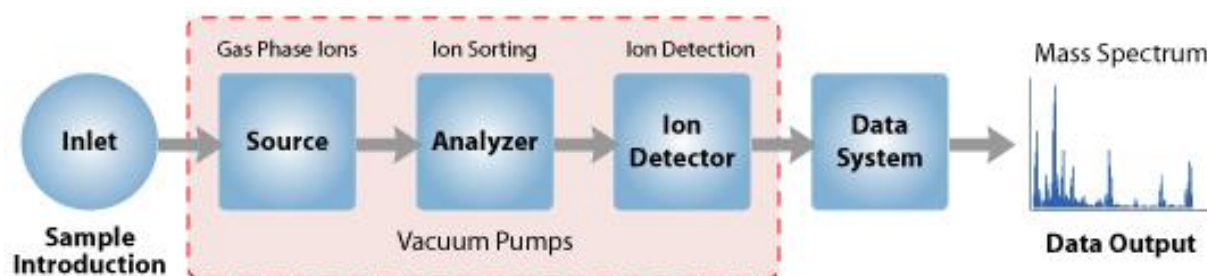 Gas Phase Ions
Ion Sorting
Ion Detection
Mass Spectrum
Inlet
Source
Analyzer
Ion
Detector
Data
System
Sample
Introduction
Vacuum Pumps
Data Output